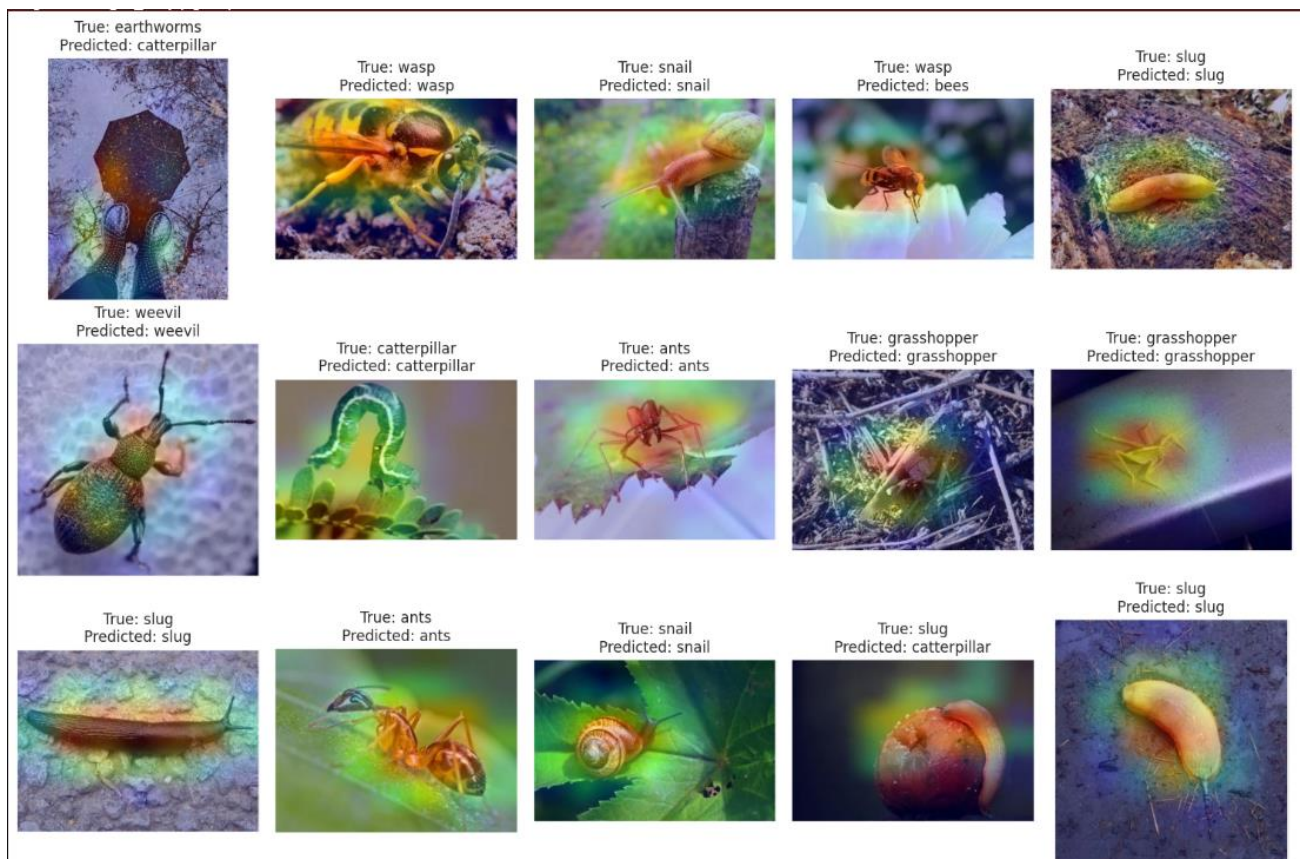 True: earthworms
Predicted: catterpillar
True: wasp
Predicted: wasp
True: snail
Predicted: snail
True: wasp
Predicted: bees
True: slug
Predicted: slug
True: weevil
Predicted: weevil
True: catterpillar
Predicted: catterpillar
True: ants
Predicted: ants
True: grasshopper
Predicted: grasshopper
True: grasshopper
Predicted: grasshopper
True: slug
Predicted: slug
True: ants
Predicted: ants
True: snail
Predicted: snail
True: slug
Predicted: catterpillar
True: slug
Predicted: slug